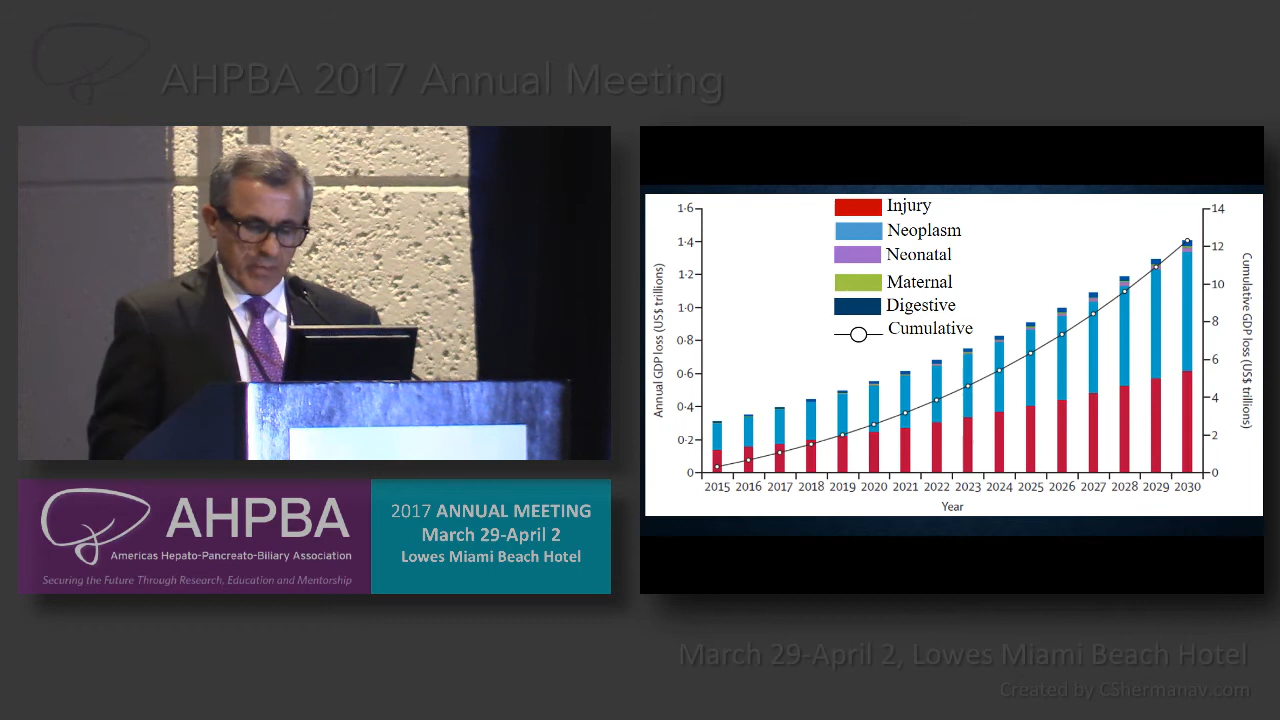 AHPBA 2017 Annual Meeting
AHPBA
Americas Hepato-Pancreato-Biliary Association
Securing the Future Through Research, Education and Mentorship
2017 ANNUAL MEETING
March 29-April 2
Lowes Miami Beach Hotel
Injury
Neoplasm
Neonatal
Maternal
Digestive
Cumulative
Annual GDP loss (US$ trillions)
1·6
1·4
1·2
1·0
0·8
0·6
0·4
0·2
0
Cumulative GDP loss (US$ trillions)
14
12
10
8
6
4
2
0
2015 2016 2017 2018 2019 2020 2021 2022 2023 2024 2025 2026 2027 2028 2029 2030
Year
March 29-April 2, Lowes Miami Beach Hotel
Created by CShermanav.com